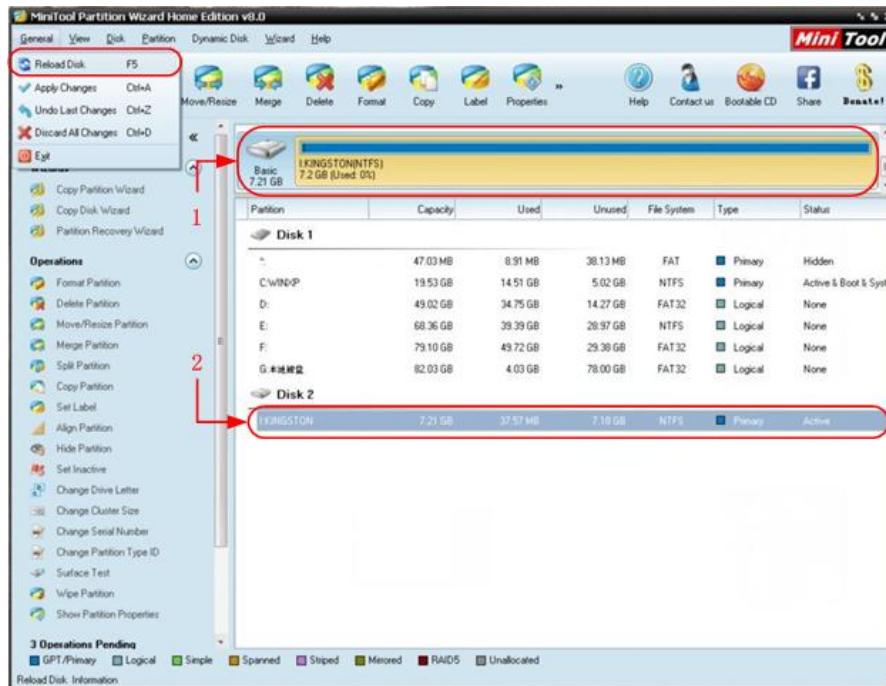 MiniTool Partition Wizard Home Edition v8.0
General View Disk Partition Dynamic Disk Wizard Help
Mini Tool
Reload Disk F5
Apply Changes Ctrl+A
Undo Last Changes Ctrl+Z
Discard All Changes Ctrl+D
Exit
Move/Resize Merge Delete Format Copy Label Properties » Help Contact us Bootable CD Share Donate!
«
1
Basic
7.21 GB
I:KINGSTON(NTFS)
7.2 GB (Used: 0%)
Copy Partition Wizard
Copy Disk Wizard
Partition Recovery Wizard
Operations
Format Partition
Delete Partition
Move/Resize Partition
Merge Partition
Split Partition
Copy Partition
Set Label
Align Partition
Hide Partition
Set Inactive
Change Drive Letter
Change Cluster Size
Change Serial Number
Change Partition Type ID
Surface Test
Wipe Partition
Show Partition Properties
3 Operations Pending
2
Partition Capacity Used Unused File System Type Status
Disk 1
*: 47.03 MB 8.91 MB 38.13 MB FAT Primary Hidden
C:WINXP 19.53 GB 14.51 GB 5.02 GB NTFS Primary Active & Boot & Syst
D: 49.02 GB 34.75 GB 14.27 GB FAT32 Logical None
E: 68.36 GB 39.39 GB 28.97 GB NTFS Logical None
F: 79.10 GB 49.72 GB 29.38 GB FAT32 Logical None
G:本地磁盘 82.03 GB 4.03 GB 78.00 GB FAT32 Logical None
Disk 2
I:KINGSTON 7.21 GB 37.57 MB 7.18 GB NTFS Primary Active
GPT/Primary Logical Simple Spanned Striped Mirrored RAID5 Unallocated
Reload Disk Information